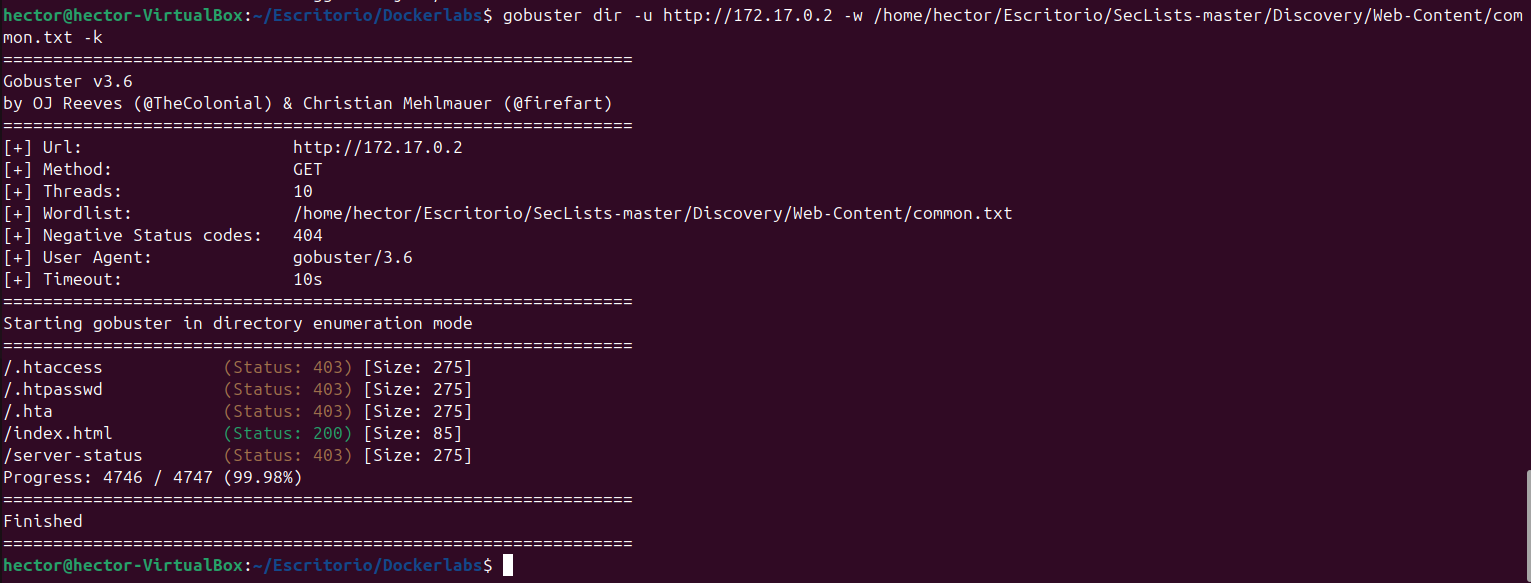 hector@hector-VirtualBox:~/Escritorio/Dockerlabs$ gobuster dir -u http://172.17.0.2 -w /home/hector/Escritorio/SecLists-master/Discovery/Web-Content/com
mon.txt -k
===============================================================
Gobuster v3.6
by OJ Reeves (@TheColonial) & Christian Mehlmauer (@firefart)
===============================================================
[+] Url:                     http://172.17.0.2
[+] Method:                  GET
[+] Threads:                 10
[+] Wordlist:                /home/hector/Escritorio/SecLists-master/Discovery/Web-Content/common.txt
[+] Negative Status codes:   404
[+] User Agent:              gobuster/3.6
[+] Timeout:                 10s
===============================================================
Starting gobuster in directory enumeration mode
===============================================================
/.htaccess            (Status: 403) [Size: 275]
/.htpasswd            (Status: 403) [Size: 275]
/.hta                 (Status: 403) [Size: 275]
/index.html           (Status: 200) [Size: 85]
/server-status        (Status: 403) [Size: 275]
Progress: 4746 / 4747 (99.98%)
===============================================================
Finished
===============================================================
hector@hector-VirtualBox:~/Escritorio/Dockerlabs$